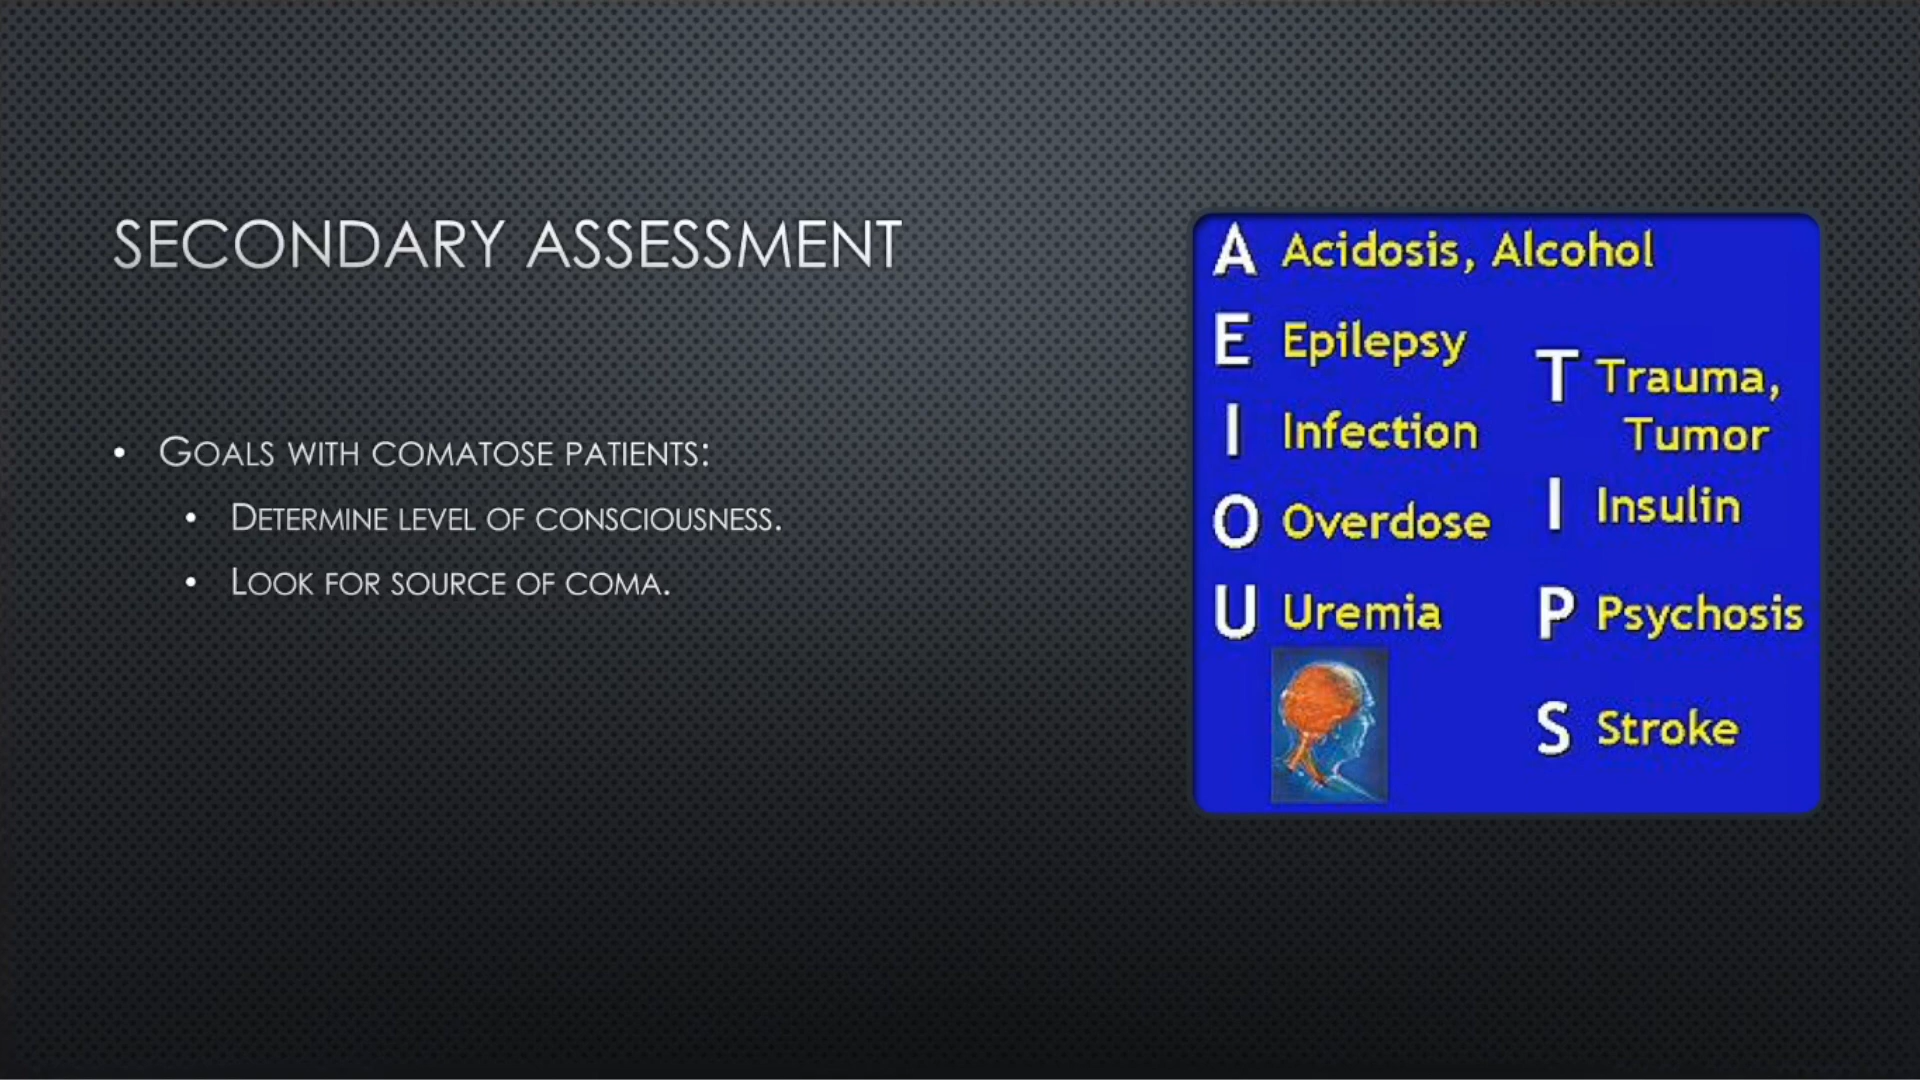 SECONDARY ASSESSMENT
• GOALS WITH COMATOSE PATIENTS:
• DETERMINE LEVEL OF CONSCIOUSNESS.
• LOOK FOR SOURCE OF COMA.
A Acidosis, Alcohol
E Epilepsy
I Infection
O Overdose
U Uremia
T Trauma,
Tumor
I Insulin
P Psychosis
S Stroke